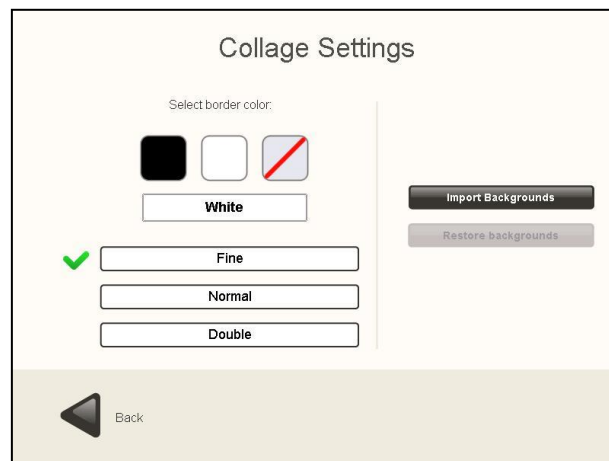 Collage Settings
Select border color:
White
Fine
Normal
Double
Import Backgrounds
Restore backgrounds
Back